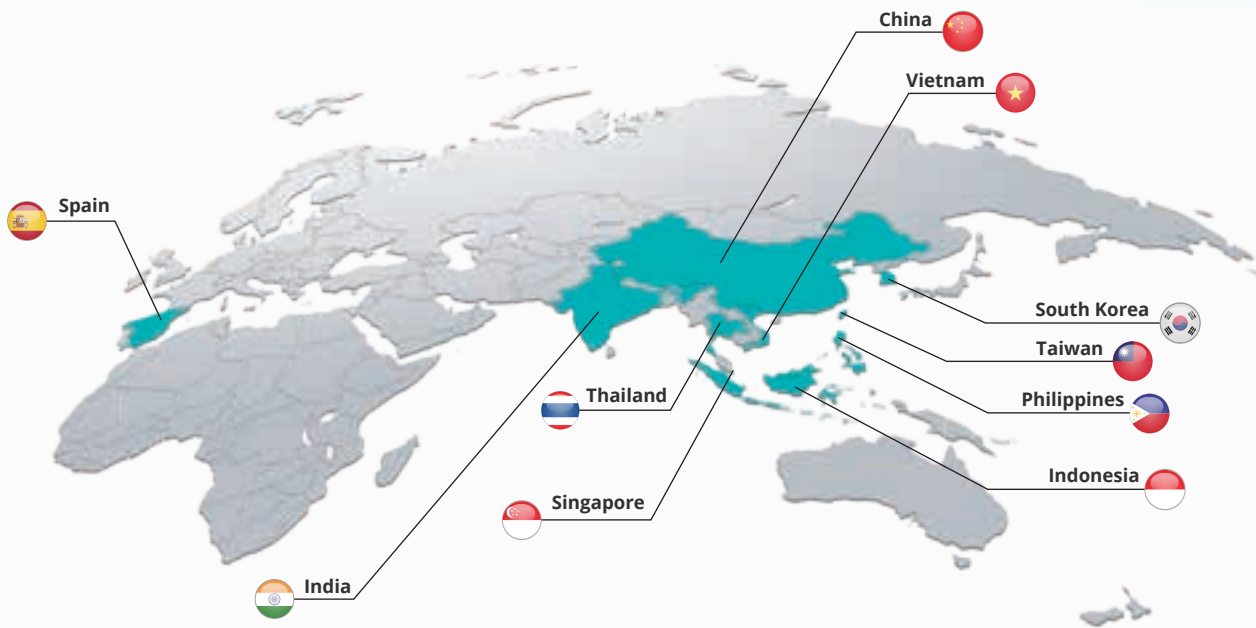 China
Vietnam
Spain
South Korea
Taiwan
Thailand
Philippines
Indonesia
Singapore
India